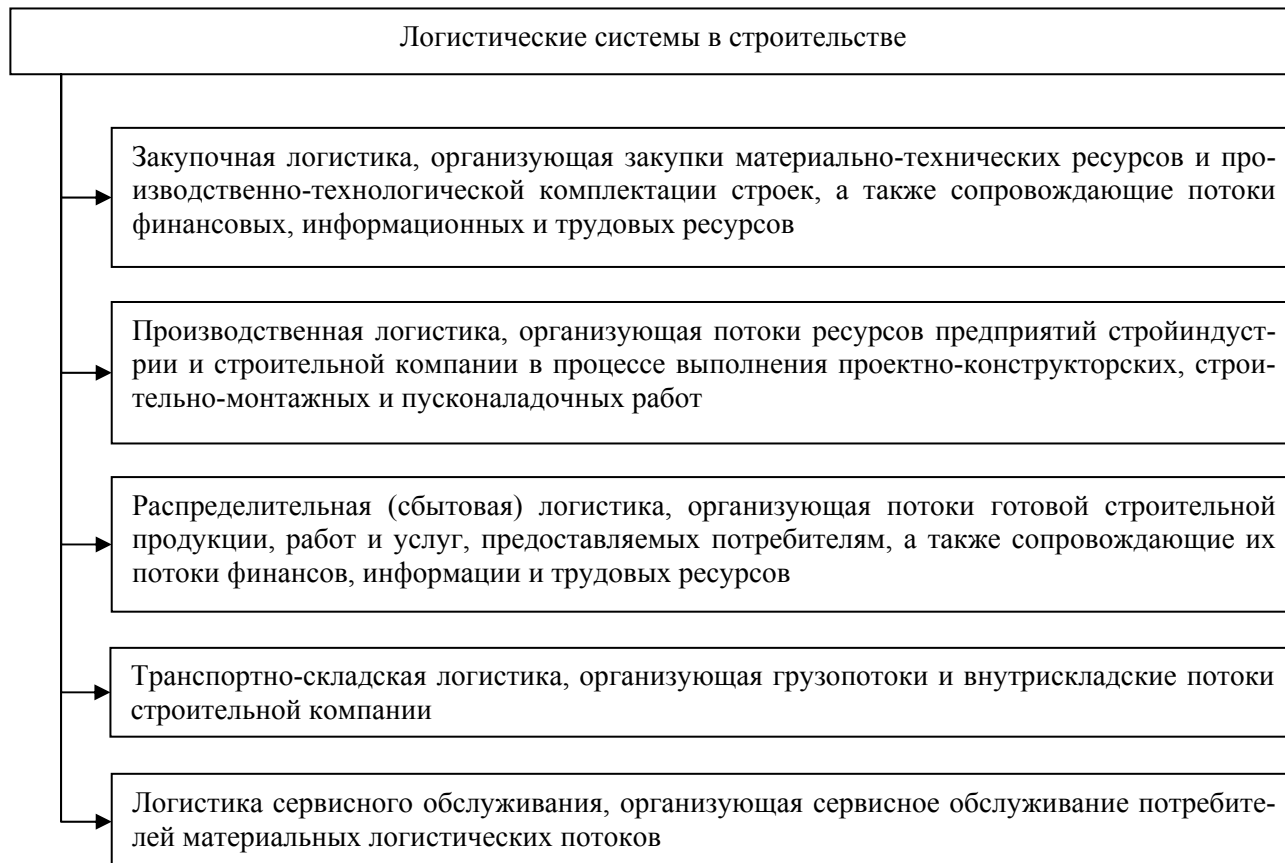 Логистические системы в строительстве
Закупочная логистика, организующая закупки материально-технических ресурсов и про-
изводственно-технологической комплектации строек, а также сопровождающие потоки
финансовых, информационных и трудовых ресурсов
Производственная логистика, организующая потоки ресурсов предприятий стройиндуст-
рии и строительной компании в процессе выполнения проектно-конструкторских, строи-
тельно-монтажных и пусконаладочных работ
Распределительная (сбытовая) логистика, организующая потоки готовой строительной
продукции, работ и услуг, предоставляемых потребителям, а также сопровождающие их
потоки финансов, информации и трудовых ресурсов
Транспортно-складская логистика, организующая грузопотоки и внутрискладские потоки
строительной компании
Логистика сервисного обслуживания, организующая сервисное обслуживание потребите-
лей материальных логистических потоков